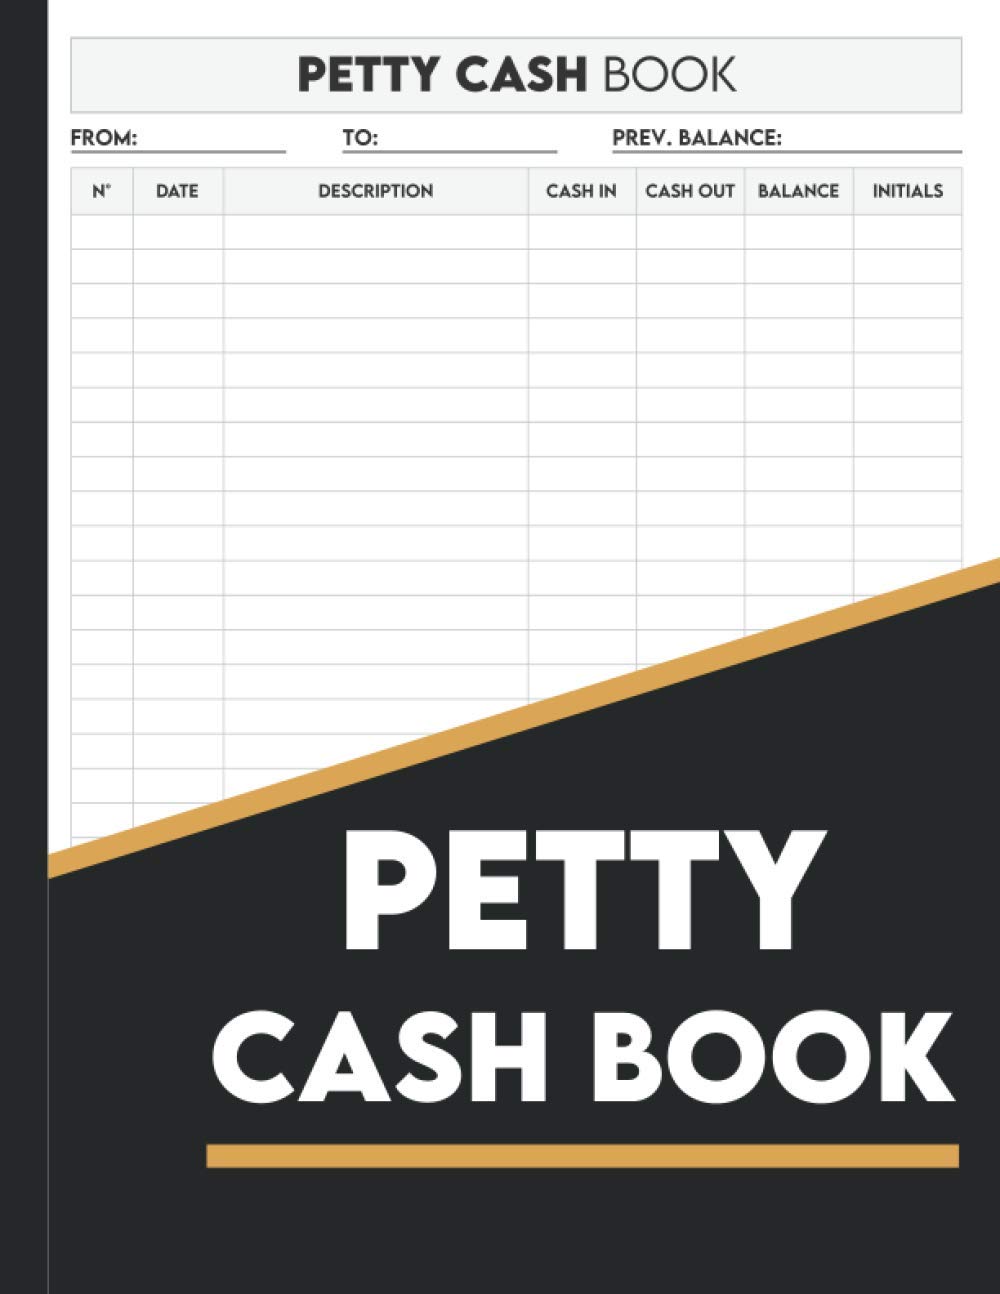 PETTY CASH BOOK
FROM: TO: PREV. BALANCE:
N° DATE DESCRIPTION CASH IN CASH OUT BALANCE INITIALS
PETTY
CASH BOOK